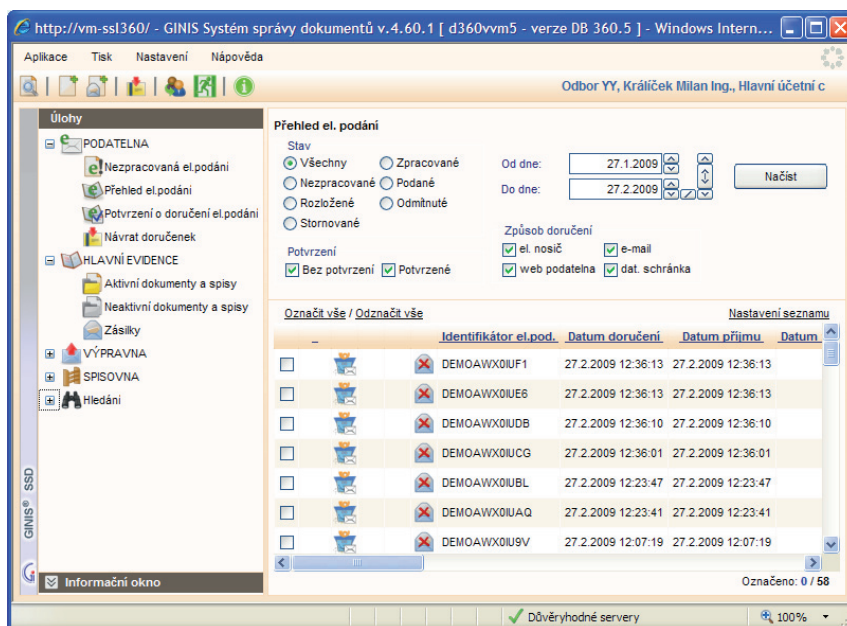 http://vm-ssl360/ - GINIS Systém správy dokumentů v.4.60.1 [ d360vvm5 - verze DB 360.5 ] - Windows Intern...
Aplikace Tisk Nastavení Nápověda
Odbor YY, Králíček Milan Ing., Hlavní účetní c
Úlohy
PODATELNA
Nezpracovaná el.podáni
Přehled el.podáni
Potvrzení o doručení el.podáni
Návrat doručenek
HLAVNÍ EVIDENCE
Aktivní dokumenty a spisy
Neaktivní dokumenty a spisy
Zásilky
VÝPRAVNA
SPISOVNA
Hledání
GINIS® SSD
Informační okno
Přehled el. podání
Stav
Všechny Zpracované
Nezpracované Podané
Rozložené Odmítnuté
Stornované
Potvrzení
Bez potvrzení Potvrzené
Od dne: 27.1.2009
Do dne: 27.2.2009
Načíst
Způsob doručení
el. nosič e-mail
web podatelna dat. schránka
Označit vše / Odznačit vše Nastavení seznamu
Identifikátor el.pod. Datum doručení Datum příjmu Datum
DEMOAWX0IUF1 27.2.2009 12:36:13 27.2.2009 12:36:13
DEMOAWX0IUE6 27.2.2009 12:36:13 27.2.2009 12:36:13
DEMOAWX0IUDB 27.2.2009 12:36:10 27.2.2009 12:36:10
DEMOAWX0IUCG 27.2.2009 12:36:01 27.2.2009 12:36:01
DEMOAWX0IUBL 27.2.2009 12:23:47 27.2.2009 12:23:47
DEMOAWX0IUAQ 27.2.2009 12:23:41 27.2.2009 12:23:41
DEMOAWX0IU9V 27.2.2009 12:07:19 27.2.2009 12:07:19
Označeno: 0 / 58
Důvěryhodné servery 100%